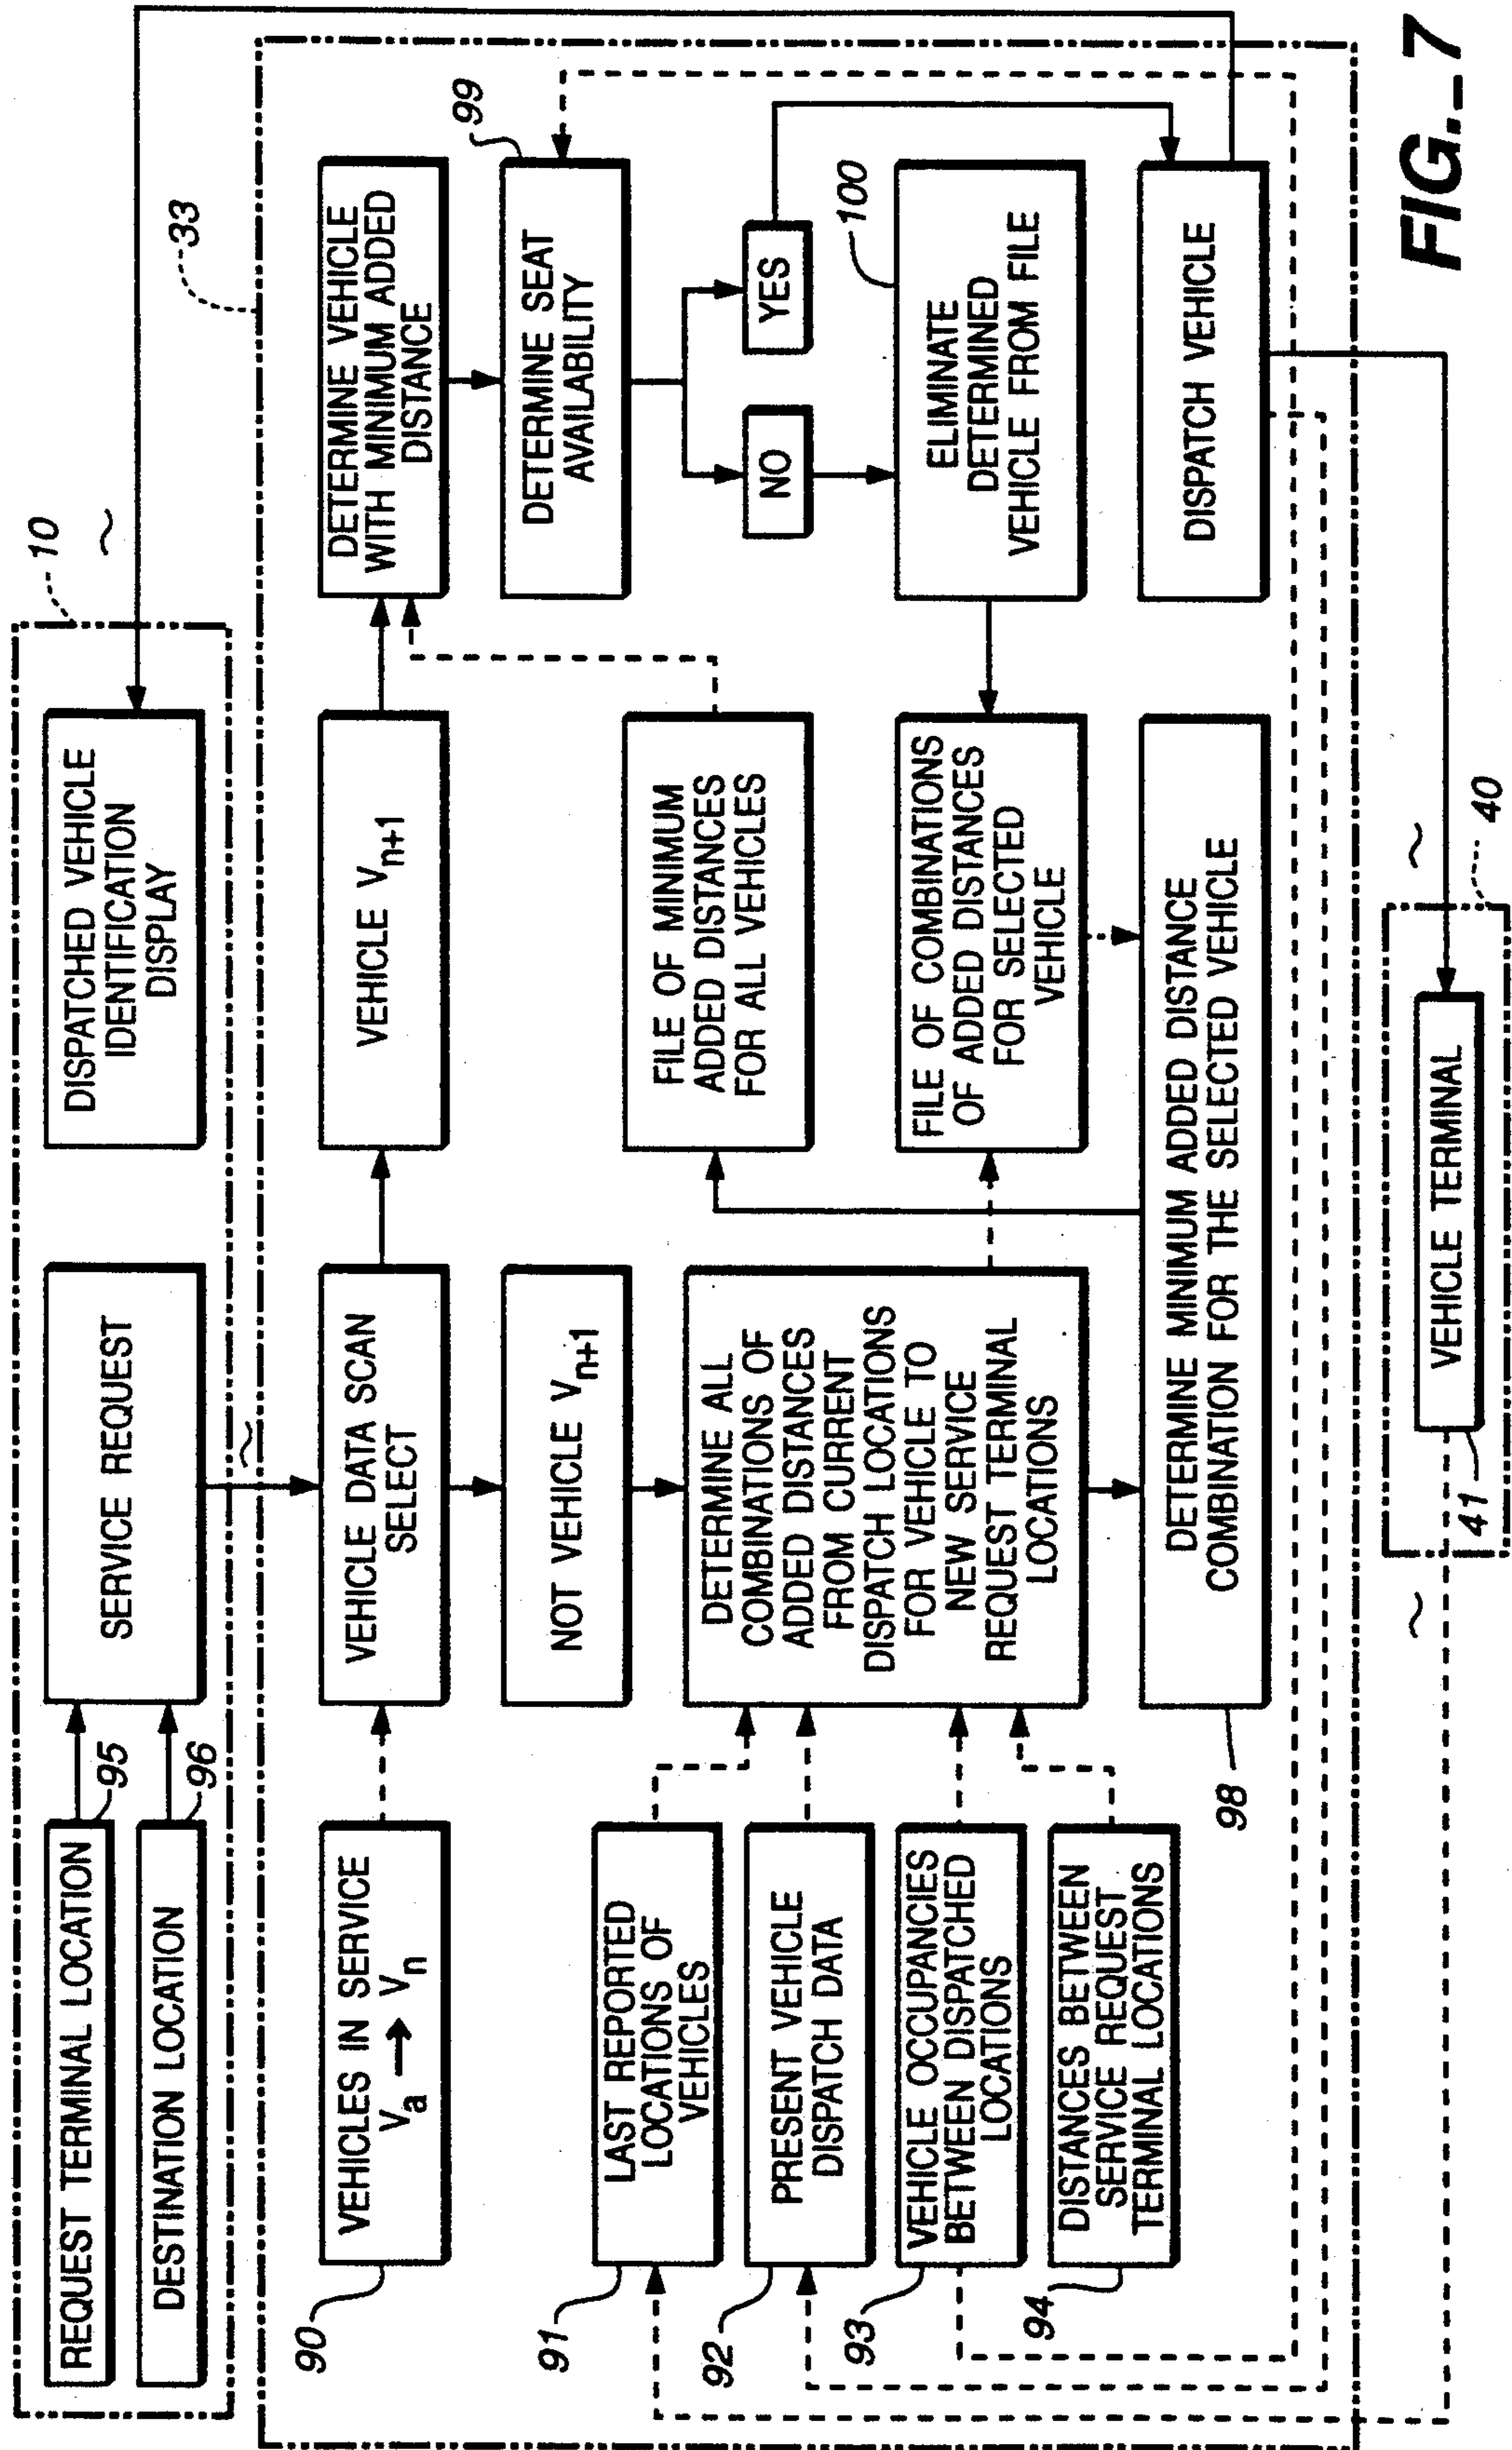 10
REQUEST TERMINAL LOCATION
95
DESTINATION LOCATION
96
SERVICE REQUEST
DISPATCHED VEHICLE
IDENTIFICATION
DISPLAY
33
90
VEHICLES IN SERVICE
Va → Vn
VEHICLE DATA SCAN
SELECT
VEHICLE Vn+1
DETERMINE VEHICLE
WITH MINIMUM ADDED
DISTANCE
NOT VEHICLE Vn+1
99
DETERMINE SEAT
AVAILABILITY
91
LAST REPORTED
LOCATIONS OF
VEHICLES
92
PRESENT VEHICLE
DISPATCH DATA
93
VEHICLE OCCUPANCIES
BETWEEN DISPATCHED
LOCATIONS
94
DISTANCES BETWEEN
SERVICE REQUEST
TERMINAL LOCATIONS
DETERMINE ALL
COMBINATIONS OF
ADDED DISTANCES
FROM CURRENT
DISPATCH LOCATIONS
FOR VEHICLE TO
NEW SERVICE
REQUEST TERMINAL
LOCATIONS
FILE OF MINIMUM
ADDED DISTANCES
FOR ALL VEHICLES
NO
YES
FILE OF COMBINATIONS
OF ADDED DISTANCES
FOR SELECTED
VEHICLE
100
ELIMINATE
DETERMINED
VEHICLE FROM FILE
98
DETERMINE MINIMUM ADDED DISTANCE
COMBINATION FOR THE SELECTED VEHICLE
DISPATCH VEHICLE
41
VEHICLE TERMINAL
40
FIG._7